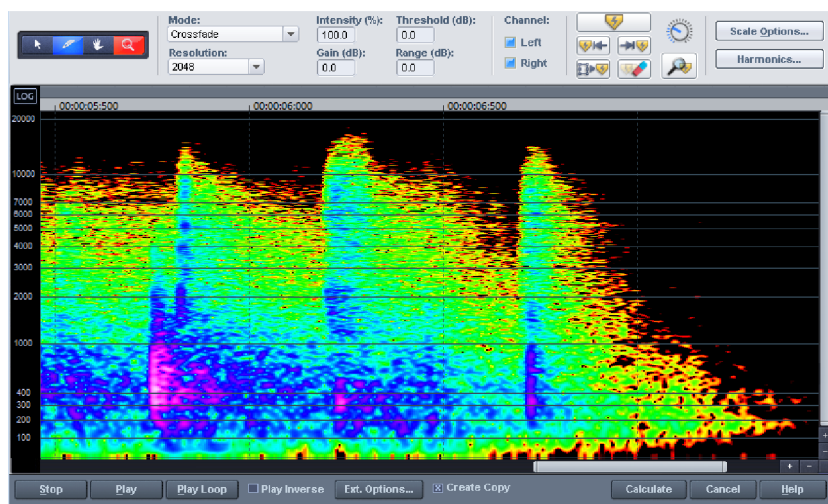 Mode: Intensity (%): Threshold (dB): Channel:
Crossfade 100.0 0.0 Left
Scale Options...
Resolution: Gain (dB): Range (dB):
2048 0.0 0.0 Right
Harmonics...
LOG
00:00:05:500 00:00:06:000 00:00:06:500
20000
10000
7000
6000
5000
4000
3000
2000
1000
400
300
200
100
Stop Play Play Loop Play Inverse Ext. Options... Create Copy Calculate Cancel Help